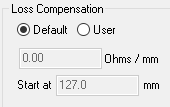 Loss Compensation
Default User
0.00 Ohms / mm
Start at 127.0 mm